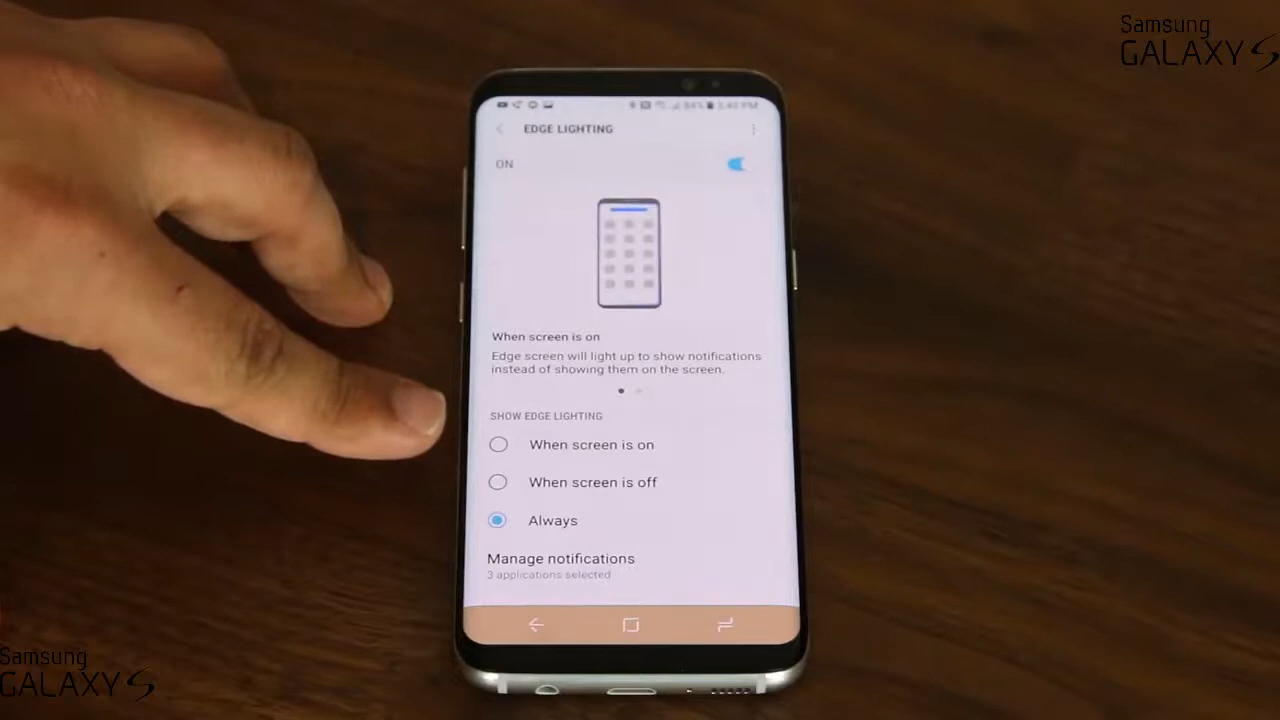 Samsung
GALAXY S
EDGE LIGHTING
ON
When screen is on
Edge screen will light up to show notifications
instead of showing them on the screen.
SHOW EDGE LIGHTING
When screen is on
When screen is off
Always
Manage notifications
3 applications selected
Samsung
GALAXY S